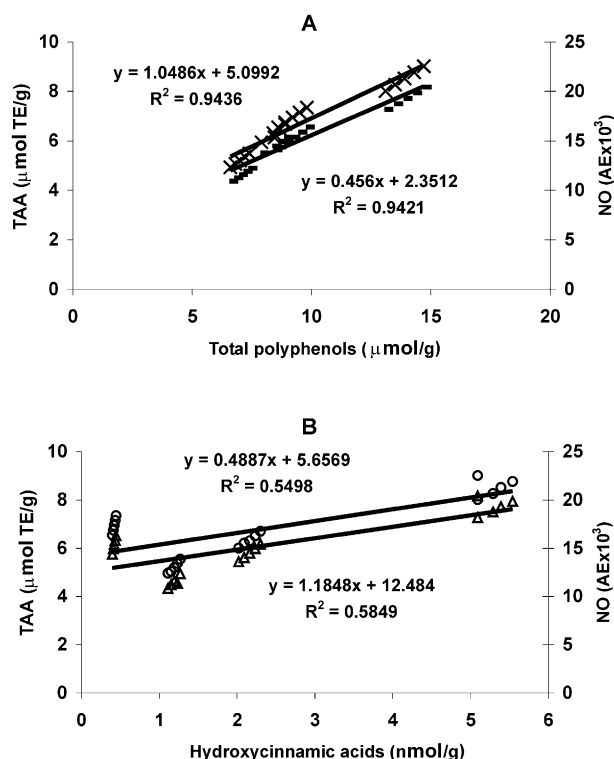 A
10
8
6
4
2
0
TAA (μmol TE/g)
y = 1.0486x + 5.0992
R² = 0.9436
y = 0.456x + 2.3512
R² = 0.9421
25
20
15
10
5
0
NO (AEx10³)
0 5 10 15 20
Total polyphenols (μmol/g)
B
10
8
6
4
2
0
TAA (μmol TE/g)
y = 0.4887x + 5.6569
R² = 0.5498
y = 1.1848x + 12.484
R² = 0.5849
25
20
15
10
5
0
NO (AEx10³)
0 1 2 3 4 5 6
Hydroxycinnamic acids (nmol/g)